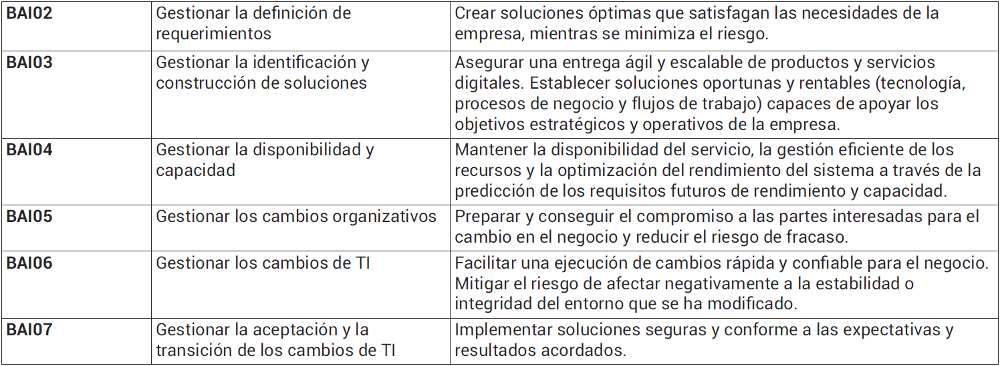 BAI02
Gestionar la definición de
requerimientos
Crear soluciones óptimas que satisfagan las necesidades de la
empresa, mientras se minimiza el riesgo.
BAI03
Gestionar la identificación y
construcción de soluciones
Asegurar una entrega ágil y escalable de productos y servicios
digitales. Establecer soluciones oportunas y rentables (tecnología,
procesos de negocio y flujos de trabajo) capaces de apoyar los
objetivos estratégicos y operativos de la empresa.
BAI04
Gestionar la disponibilidad y
capacidad
Mantener la disponibilidad del servicio, la gestión eficiente de los
recursos y la optimización del rendimiento del sistema a través de la
predicción de los requisitos futuros de rendimiento y capacidad.
BAI05
Gestionar los cambios organizativos
Preparar y conseguir el compromiso a las partes interesadas para el
cambio en el negocio y reducir el riesgo de fracaso.
BAI06
Gestionar los cambios de TI
Facilitar una ejecución de cambios rápida y confiable para el negocio.
Mitigar el riesgo de afectar negativamente a la estabilidad o
integridad del entorno que se ha modificado.
BAI07
Gestionar la aceptación y la
transición de los cambios de TI
Implementar soluciones seguras y conforme a las expectativas y
resultados acordados.